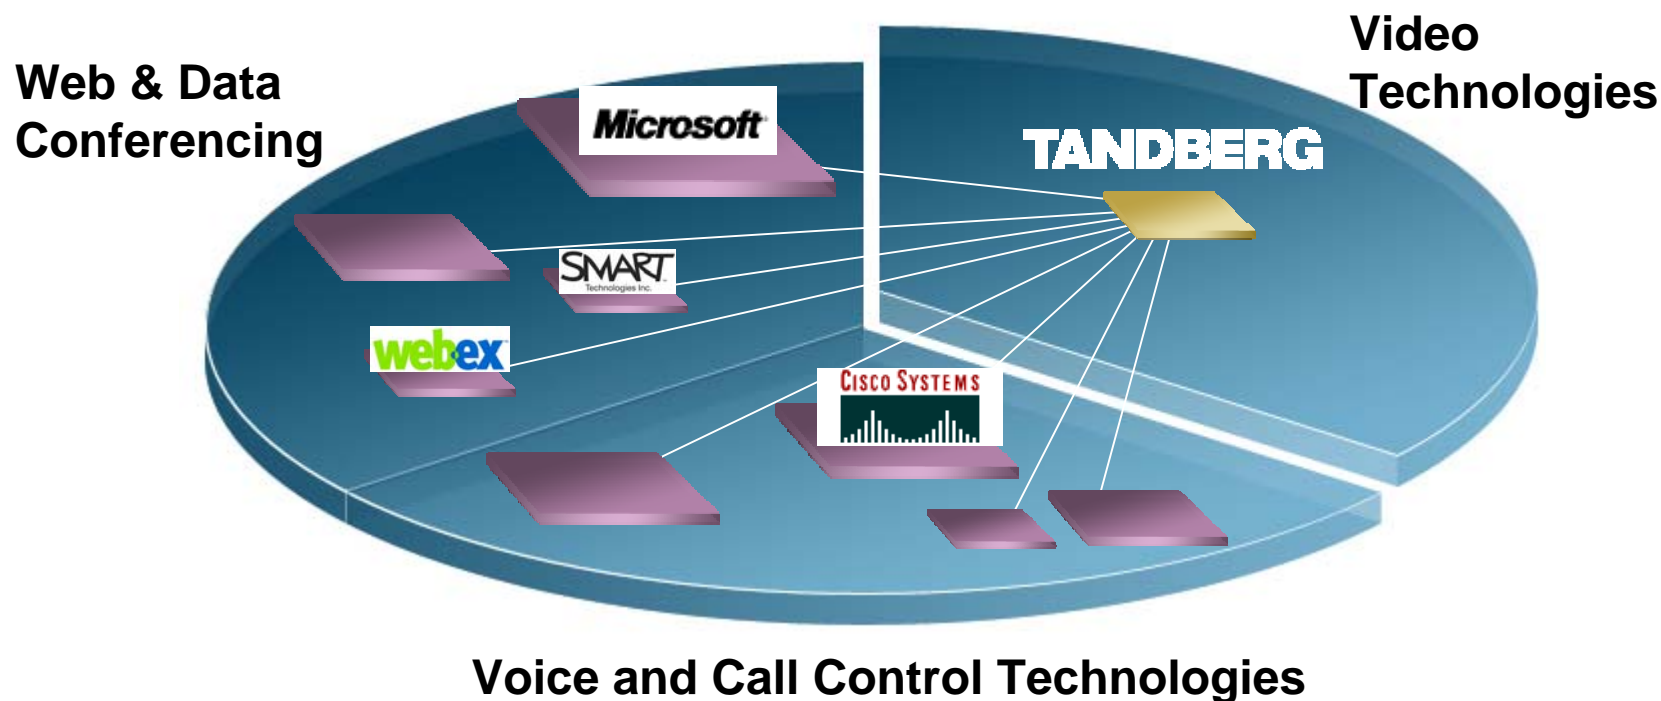 Video
Technologies
Web & Data
Conferencing
Microsoft
TANDBERG
SMART
Technologies Inc.
webex
CISCO SYSTEMS
Voice and Call Control Technologies